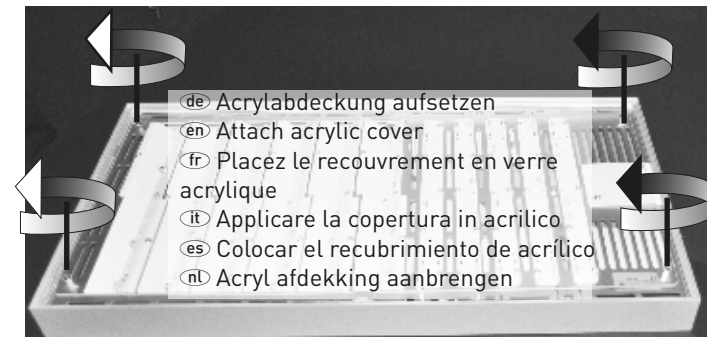 de Acrylabdeckung aufsetzen
en Attach acrylic cover
fr Placez le recouvrement en verre
acrylique
it Applicare la copertura in acrilico
es Colocar el recubrimiento de acrílico
nl Acryl afdekking aanbrengen